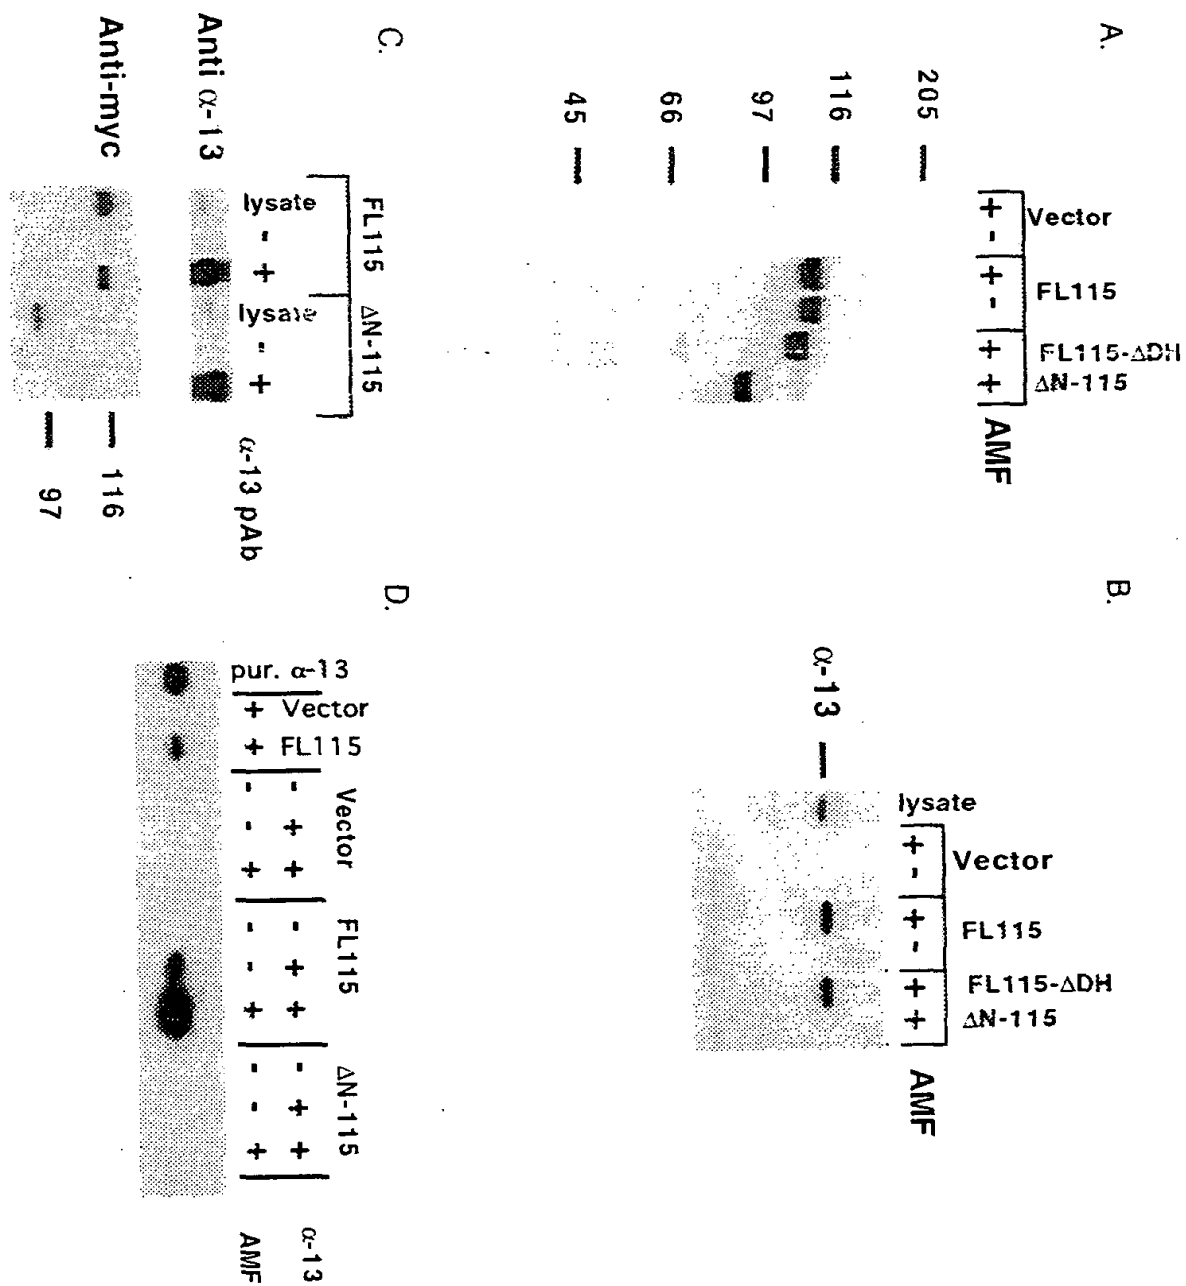 A.
205
116
97
66
45
+ - + - + + AMF
Vector
FL115
FL115-ΔDH
ΔN-115
B.
α-13
lysate + - + - + + AMF
Vector
FL115
FL115-ΔDH
ΔN-115
C.
FL115 ΔN-115
lysate - + lysate - + α-13 pAb
Anti α-13
Anti-myc
116
97
D.
Vector FL115 ΔN-115
pur. α-13 Vector FL115 - + + - + + - + + α-13
+ + - - + - - + - - + AMF